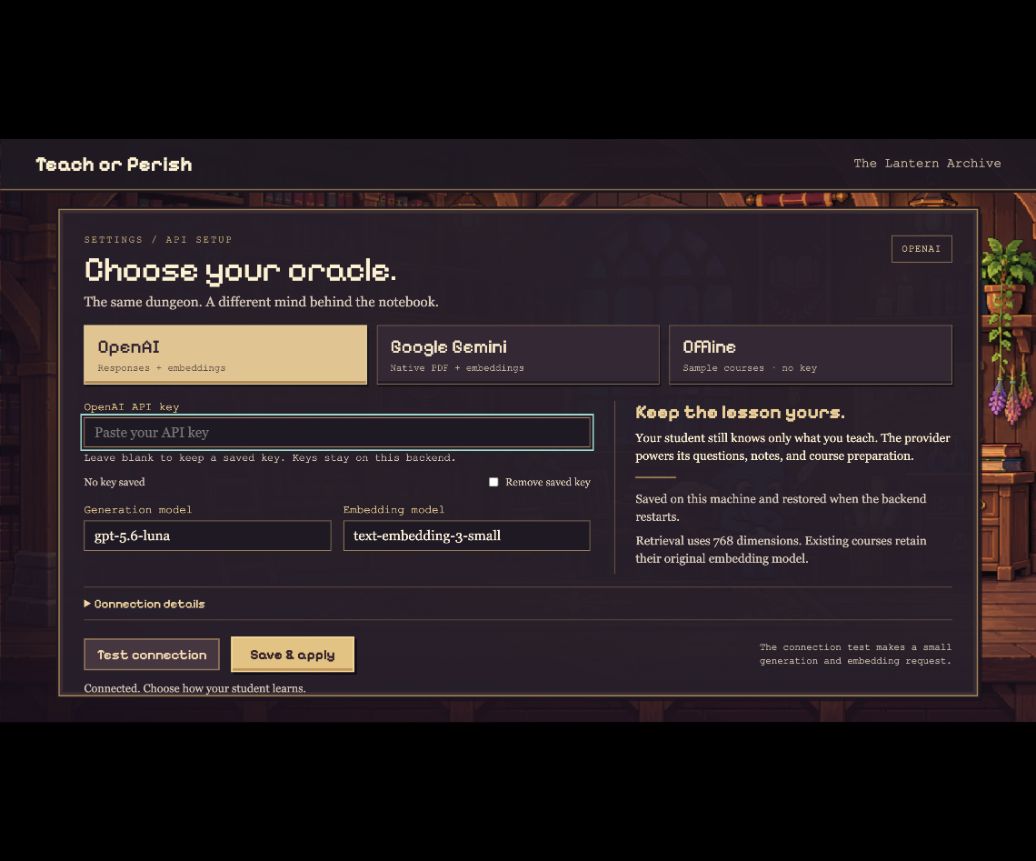 Teach or Perish
The Lantern Archive
SETTINGS / API SETUP
OPENAI
Choose your oracle.
The same dungeon. A different mind behind the notebook.
OpenAI
Responses + embeddings
Google Gemini
Native PDF + embeddings
Offline
Sample courses · no key
OpenAI API key
Paste your API key
Leave blank to keep a saved key. Keys stay on this backend.
No key saved
Remove saved key
Generation model
Embedding model
gpt-5.6-luna
text-embedding-3-small
Keep the lesson yours.
Your student still knows only what you teach. The provider
powers its questions, notes, and course preparation.
Saved on this machine and restored when the backend
restarts.
Retrieval uses 768 dimensions. Existing courses retain
their original embedding model.
Connection details
Test connection
Save & apply
The connection test makes a small
generation and embedding request.
Connected. Choose how your student learns.